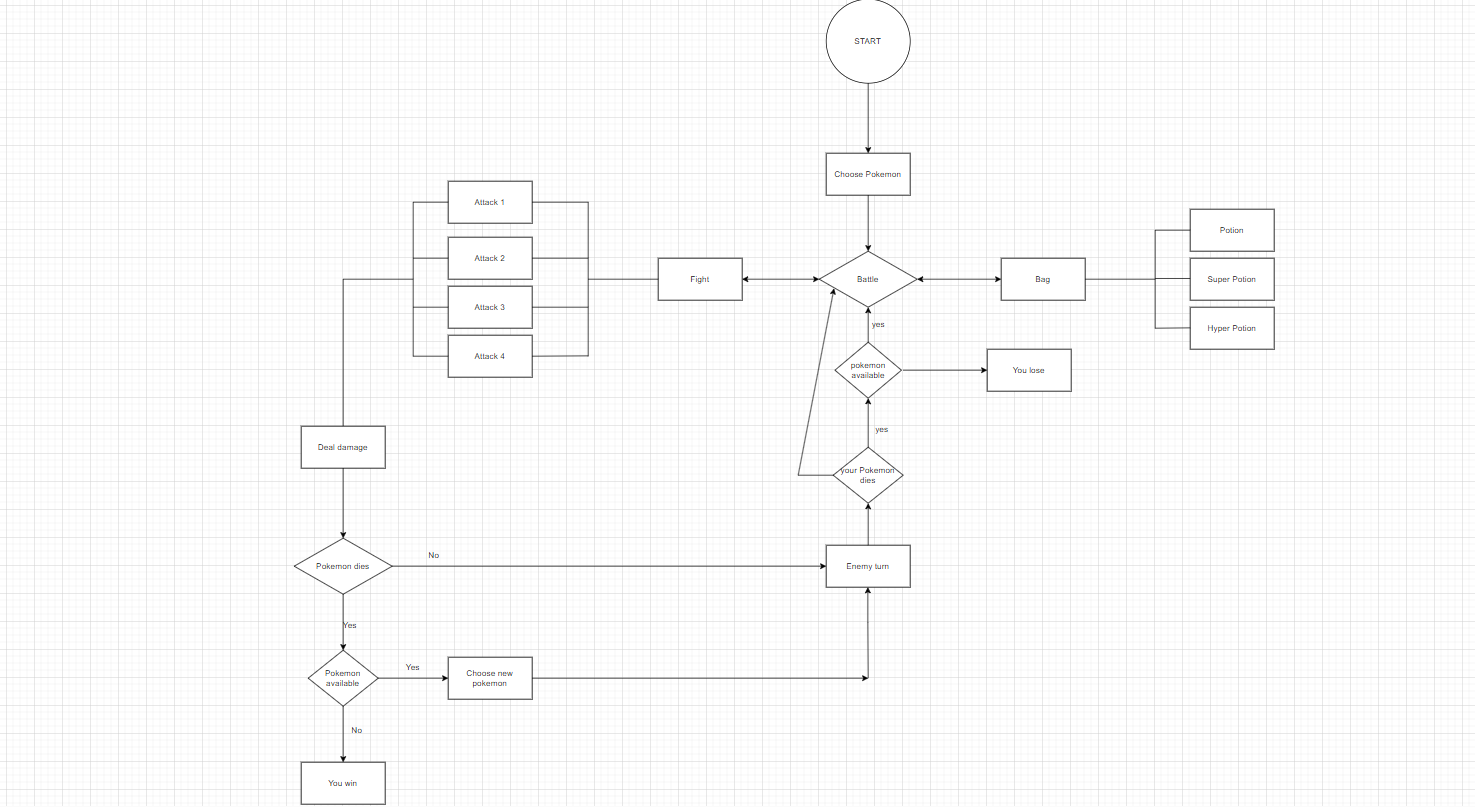 START
Choose Pokemon
Attack 1
Potion
Attack 2
Fight
Battle
Bag
Super Potion
Attack 3
yes
Hyper Potion
Attack 4
pokemon
available
You lose
yes
Deal damage
your Pokemon
dies
No
Pokemon dies
Enemy turn
Yes
Yes
Pokemon
available
Choose new
pokemon
No
You win